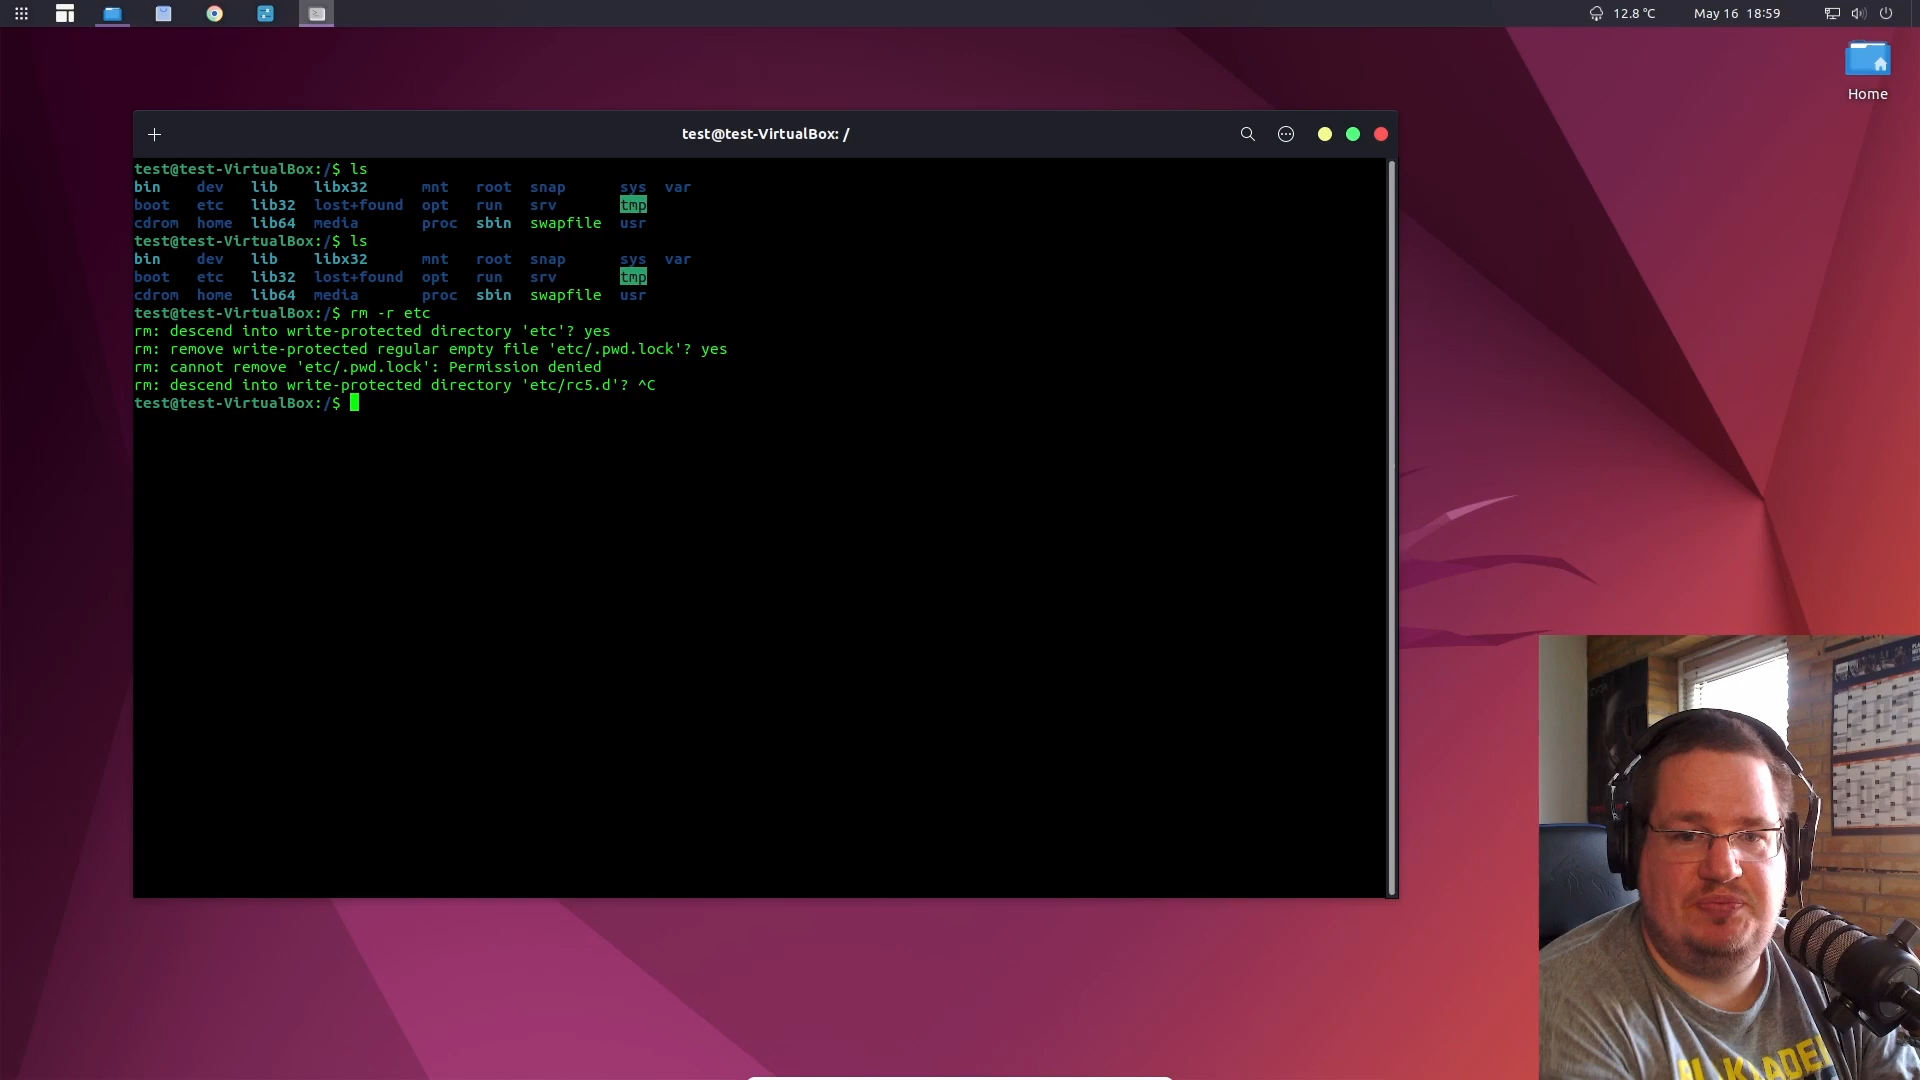 12.8 °C May 16 18:59
Home
test@test-VirtualBox: /
test@test-VirtualBox:/$ ls
bin dev lib libx32 mnt root snap sys var
boot etc lib32 lost+found opt run srv tmp
cdrom home lib64 media proc sbin swapfile usr
test@test-VirtualBox:/$ ls
bin dev lib libx32 mnt root snap sys var
boot etc lib32 lost+found opt run srv tmp
cdrom home lib64 media proc sbin swapfile usr
test@test-VirtualBox:/$ rm -r etc
rm: descend into write-protected directory 'etc'? yes
rm: remove write-protected regular empty file 'etc/.pwd.lock'? yes
rm: cannot remove 'etc/.pwd.lock': Permission denied
rm: descend into write-protected directory 'etc/rc5.d'? ^C
test@test-VirtualBox:/$